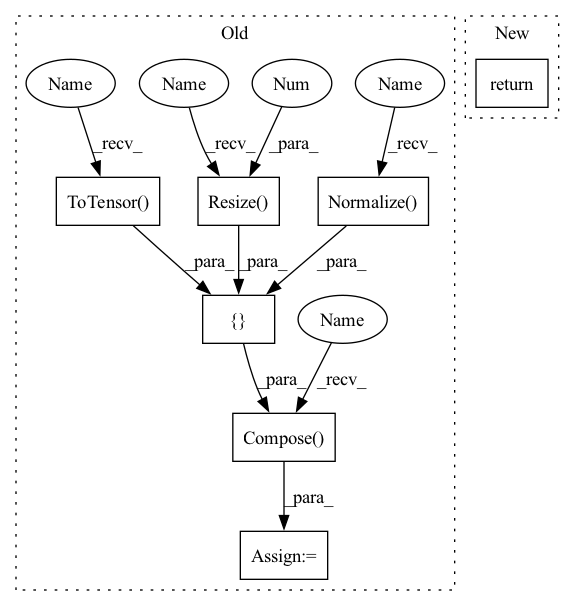 Old
New
Name
Name
Num
Name
return
_recv_
_recv_
_para_
_recv_
ToTensor()
Resize()
Normalize()
_para_
_para_
_para_
{}
Name
_para_
_recv_
Compose()
_para_
Assign:=